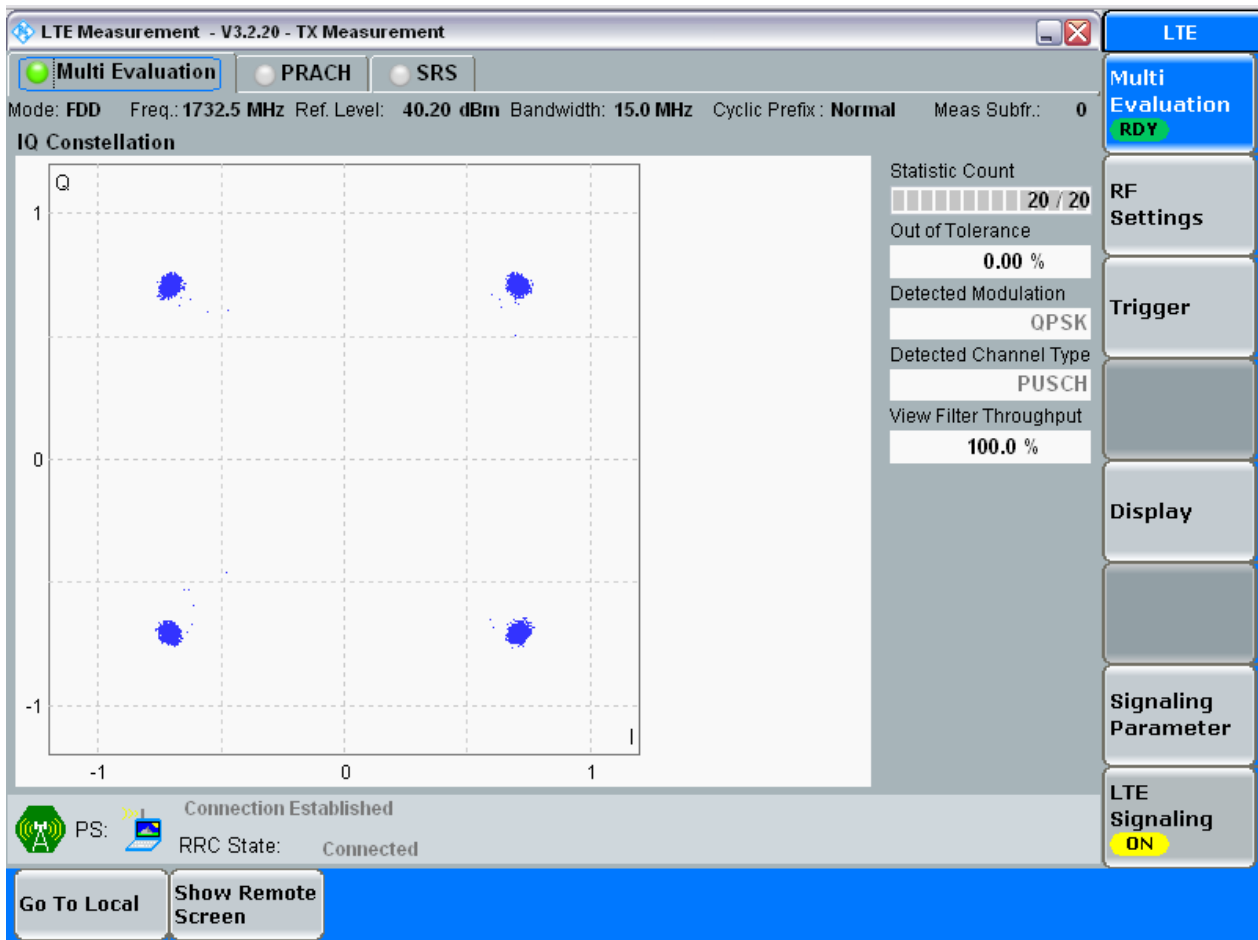 LTE Measurement - V3.2.20 - TX Measurement
LTE
Multi Evaluation PRACH SRS
Mode: FDD Freq.: 1732.5 MHz Ref. Level: 40.20 dBm Bandwidth: 15.0 MHz Cyclic Prefix : Normal Meas Subfr.: 0
IQ Constellation
Q
1
0
-1
I
-1 0 1
Statistic Count
20 / 20
Out of Tolerance
0.00 %
Detected Modulation
QPSK
Detected Channel Type
PUSCH
View Filter Throughput
100.0 %
Multi
Evaluation
RDY
RF
Settings
Trigger
Display
Signaling
Parameter
LTE
Signaling
ON
PS: Connection Established
RRC State: Connected
Go To Local
Show Remote
Screen